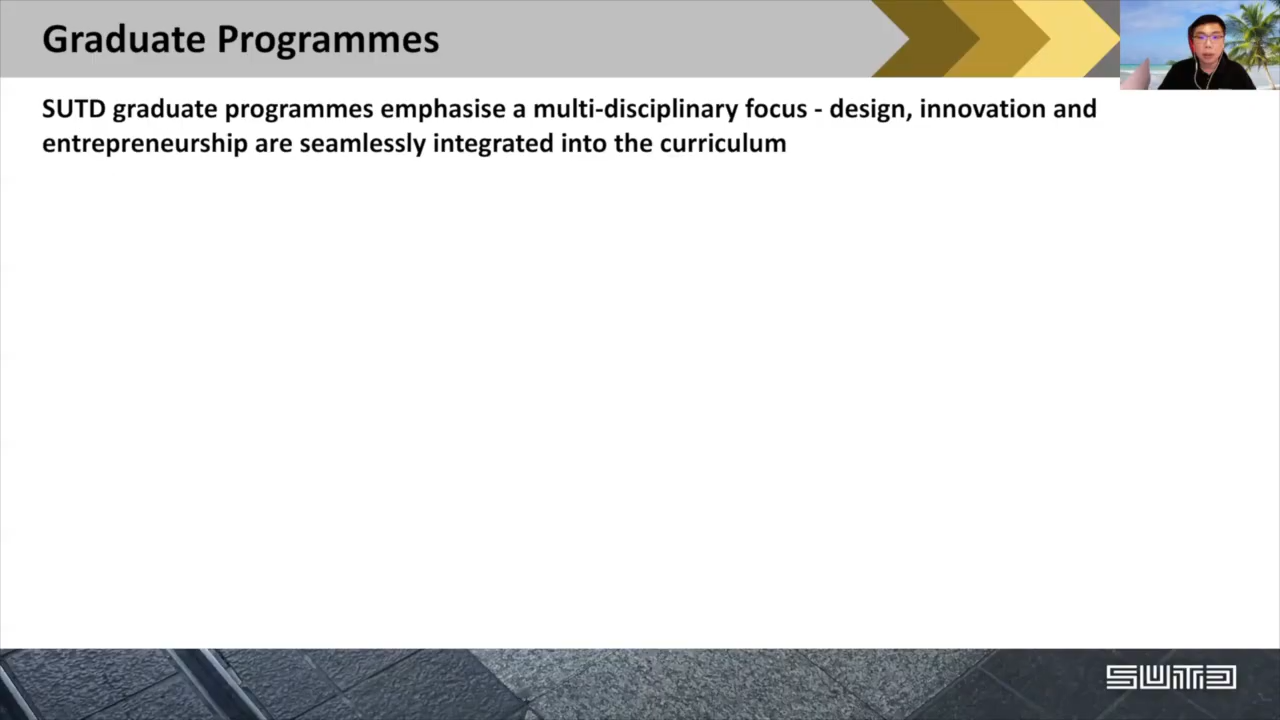 Graduate Programmes
SUTD graduate programmes emphasise a multi-disciplinary focus - design, innovation and
entrepreneurship are seamlessly integrated into the curriculum
SUTD